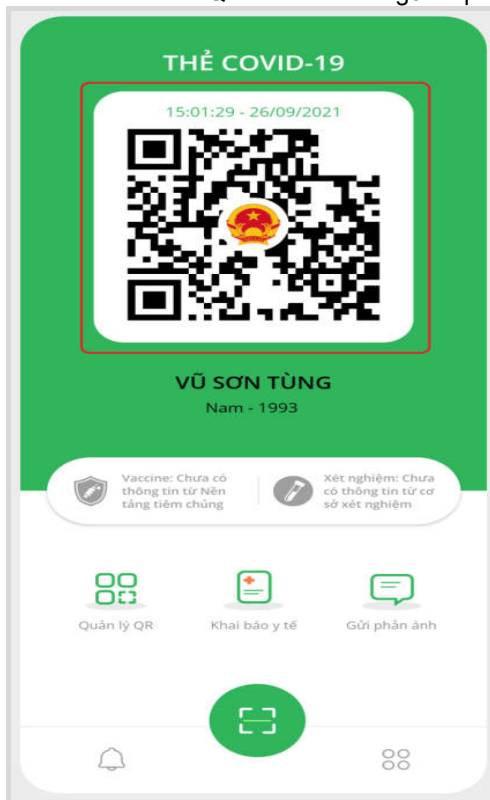 THẺ COVID-19
15:01:29 - 26/09/2021
VŨ SƠN TÙNG
Nam - 1993
Vaccine: Chưa có
thông tin từ Nền
tảng tiêm chủng
Xét nghiệm: Chưa
có thông tin từ cơ
sở xét nghiệm
Quản lý QR
Khai báo y tế
Gửi phản ánh